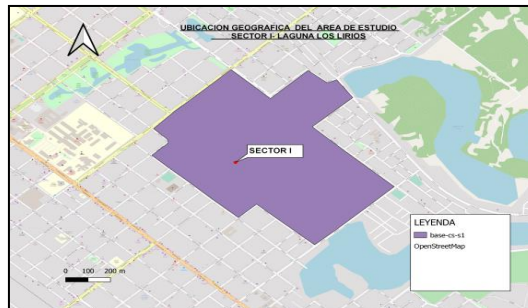 UBICACION GEOGRAFICA DEL AREA DE ESTUDIO
SECTOR I- LAGUNA LOS LIRIOS
SECTOR I
LEYENDA
base-cs-s1
OpenStreetMap
0 100 200 m